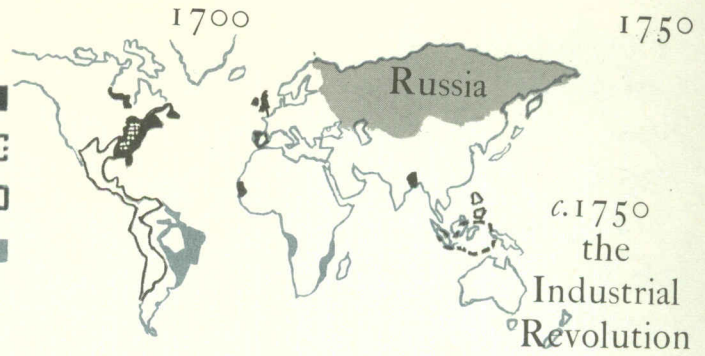 1700
1750
Russia
c.1750
the
Industrial
Revolution